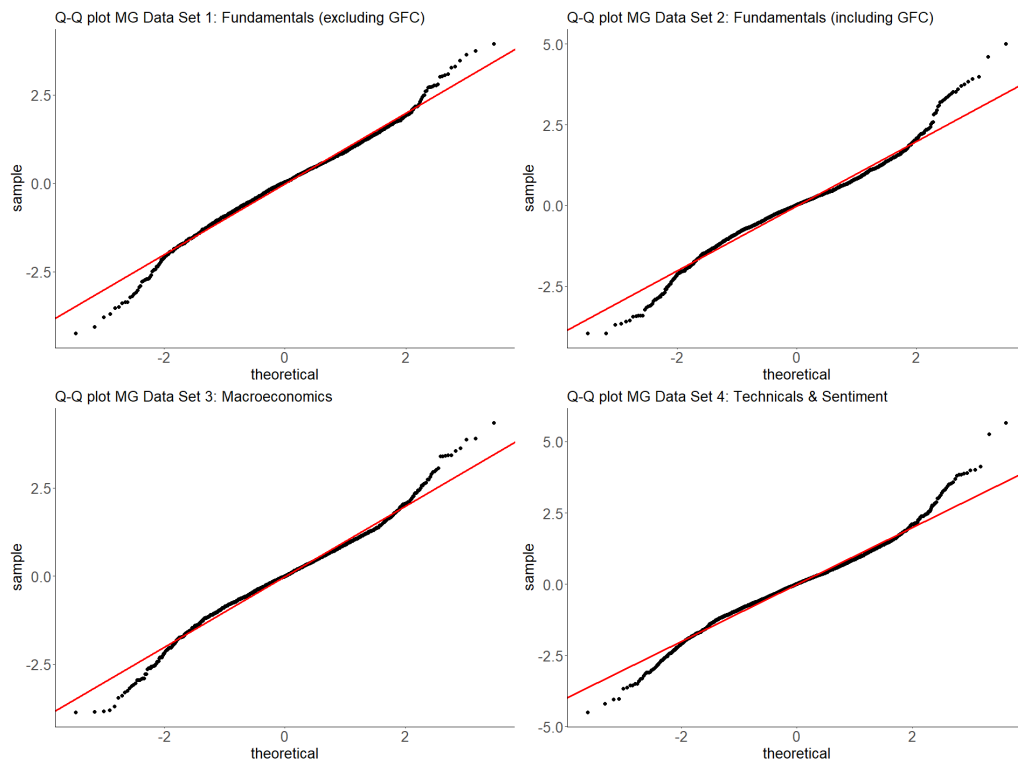 Q-Q plot MG Data Set 1: Fundamentals (excluding GFC)
sample
2.5
0.0
-2.5
-2
0
2
theoretical
Q-Q plot MG Data Set 2: Fundamentals (including GFC)
sample
5.0
2.5
0.0
-2.5
-2
0
2
theoretical
Q-Q plot MG Data Set 3: Macroeconomics
sample
2.5
0.0
-2.5
-2
0
2
theoretical
Q-Q plot MG Data Set 4: Technicals & Sentiment
sample
5.0
2.5
0.0
-2.5
-5.0
-2
0
2
theoretical